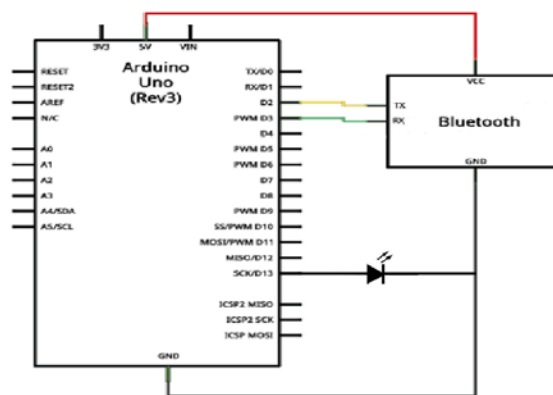 3V3
5V
VIN
Arduino
Uno
(Rev3)
RESET
RESET2
AREF
N/C
A0
A1
A2
A3
A4/SDA
A5/SCL
TX/D0
RX/D1
D2
PWM D3
D4
PWM D5
PWM D6
D7
D8
PWM D9
SS/PWM D10
MOSI/PWM D11
MISO/D12
SCK/D13
ICSP2 MISO
ICSP2 SCK
ICSP MOSI
GND
VCC
TX
RX
Bluetooth
GND